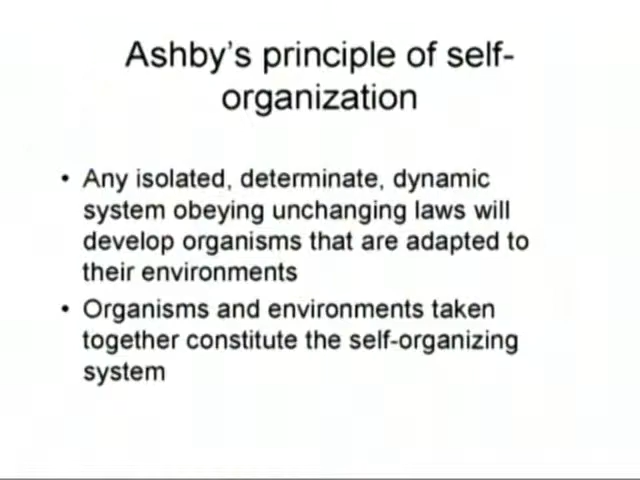 Ashby's principle of self-
organization
• Any isolated, determinate, dynamic
system obeying unchanging laws will
develop organisms that are adapted to
their environments
• Organisms and environments taken
together constitute the self-organizing
system